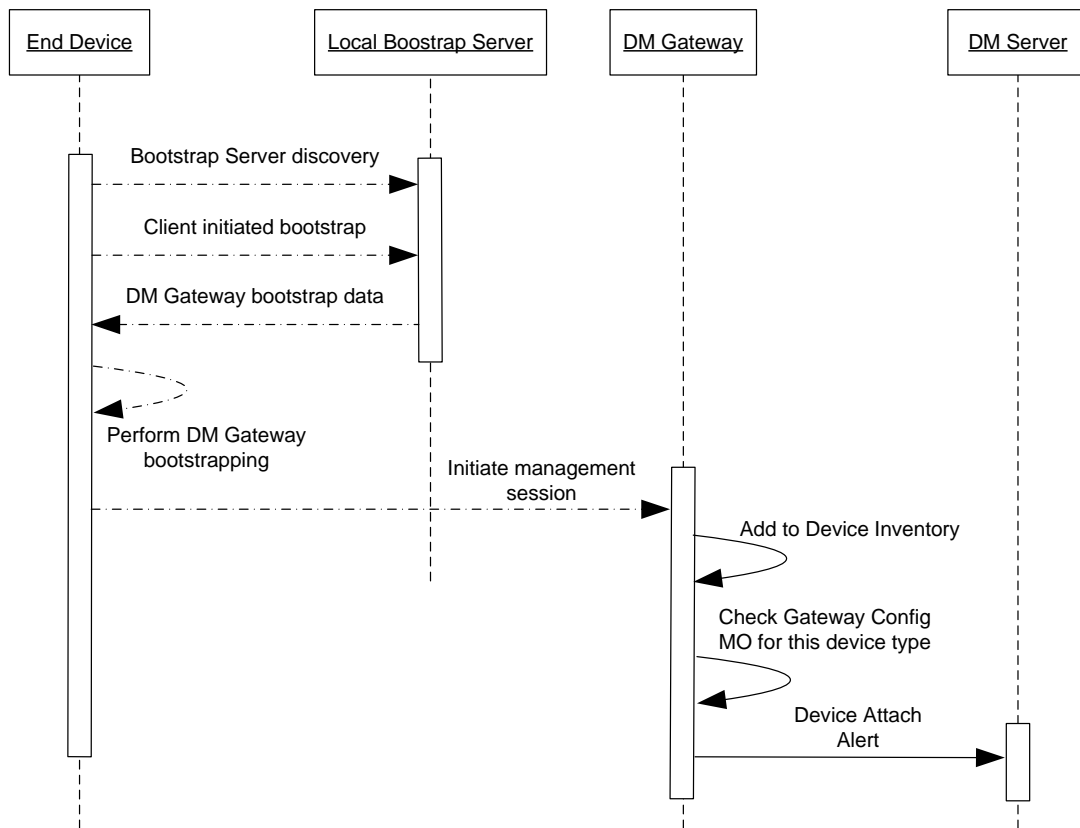 End Device
Local Boostrap Server
DM Gateway
DM Server
Bootstrap Server discovery
Client initiated bootstrap
DM Gateway bootstrap data
Perform DM Gateway
bootstrapping
Initiate management
session
Add to Device Inventory
Check Gateway Config
MO for this device type
Device Attach
Alert